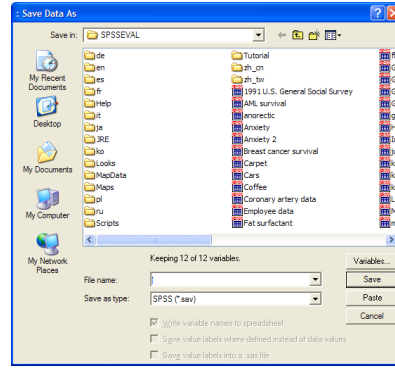 : Save Data As
Save in: SPSSEVAL
My Recent Documents
Desktop
My Documents
My Computer
My Network Places
de
en
es
fr
Help
it
ja
JRE
ko
Looks
MapData
Maps
pl
ru
Scripts
Tutorial
zh_cn
zh_tw
1991 U.S. General Social Survey
AML survival
anorectic
Anxiety
Anxiety 2
Breast cancer survival
Carpet
Cars
Coffee
Coronary artery data
Employee data
Fat surfactant
Keeping 12 of 12 variables.
Variables...
File name:
Save
Save as type: SPSS (*.sav)
Paste
Cancel
Write variable names to spreadsheet
Save value labels where defined instead of data values
Save value labels into a .sas file